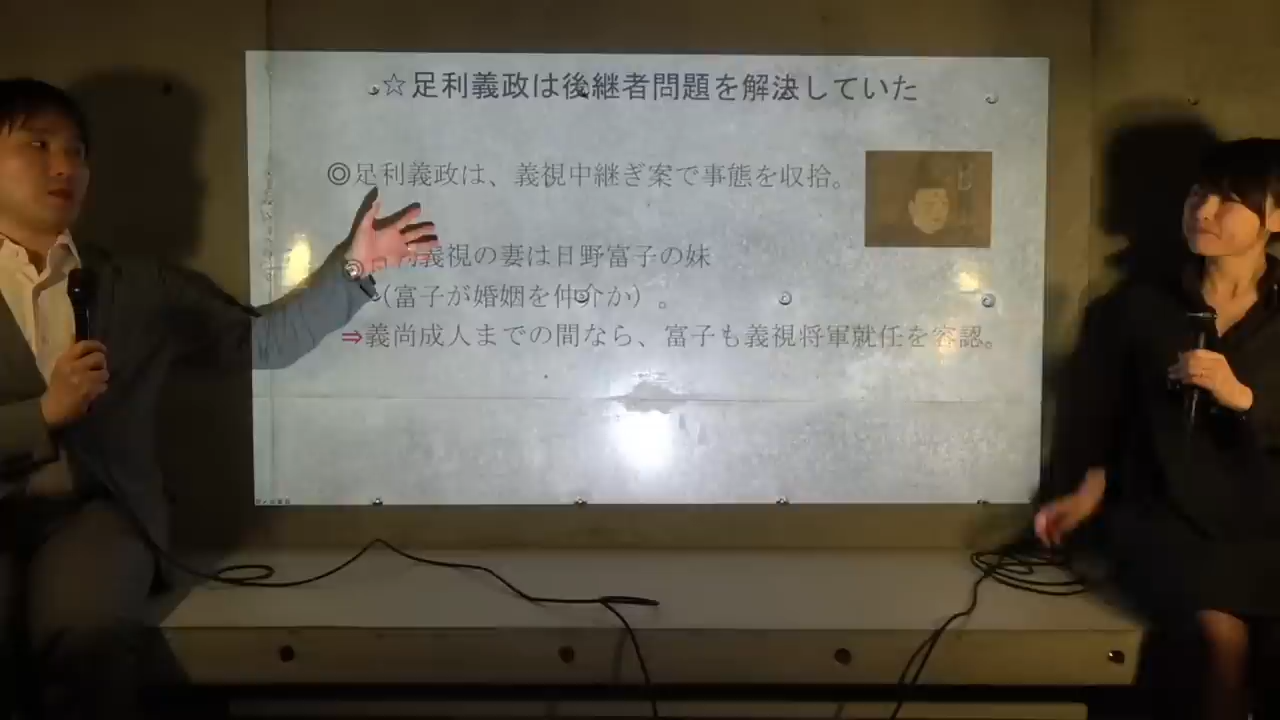 ☆足利義政は後継者問題を解決していた
◎足利義政は、義視中継ぎ案で事態を収拾。
義視の妻は日野富子の妹
(富子が婚姻を仲介か）。
⇒義尚成人までの間なら、富子も義視将軍就任を容認。